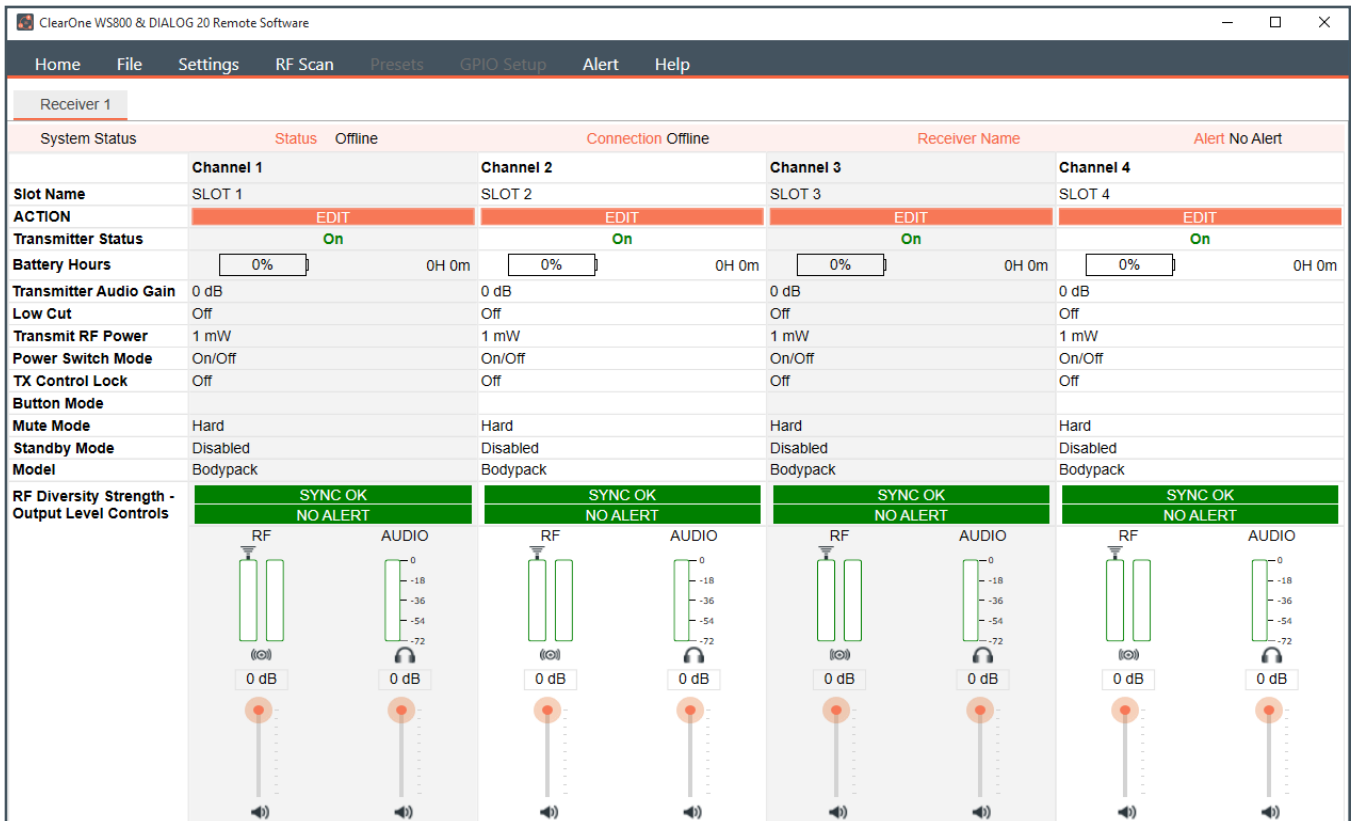 ClearOne WS800 & DIALOG 20 Remote Software
Home File Settings RF Scan Presets GPIO Setup Alert Help
Receiver 1
System Status Status Offline Connection Offline Receiver Name Alert No Alert
Channel 1 Channel 2 Channel 3 Channel 4
Slot Name SLOT 1 SLOT 2 SLOT 3 SLOT 4
ACTION EDIT EDIT EDIT EDIT
Transmitter Status On On On On
Battery Hours 0% 0H 0m 0% 0H 0m 0% 0H 0m 0% 0H 0m
Transmitter Audio Gain 0 dB 0 dB 0 dB 0 dB
Low Cut Off Off Off Off
Transmit RF Power 1 mW 1 mW 1 mW 1 mW
Power Switch Mode On/Off On/Off On/Off On/Off
TX Control Lock Off Off Off Off
Button Mode
Mute Mode Hard Hard Hard Hard
Standby Mode Disabled Disabled Disabled Disabled
Model Bodypack Bodypack Bodypack Bodypack
RF Diversity Strength - SYNC OK SYNC OK SYNC OK SYNC OK
Output Level Controls NO ALERT NO ALERT NO ALERT NO ALERT
RF AUDIO RF AUDIO RF AUDIO RF AUDIO
0 0 0 0
-18 -18 -18 -18
-36 -36 -36 -36
-54 -54 -54 -54
-72 -72 -72 -72
0 dB 0 dB 0 dB 0 dB 0 dB 0 dB 0 dB 0 dB